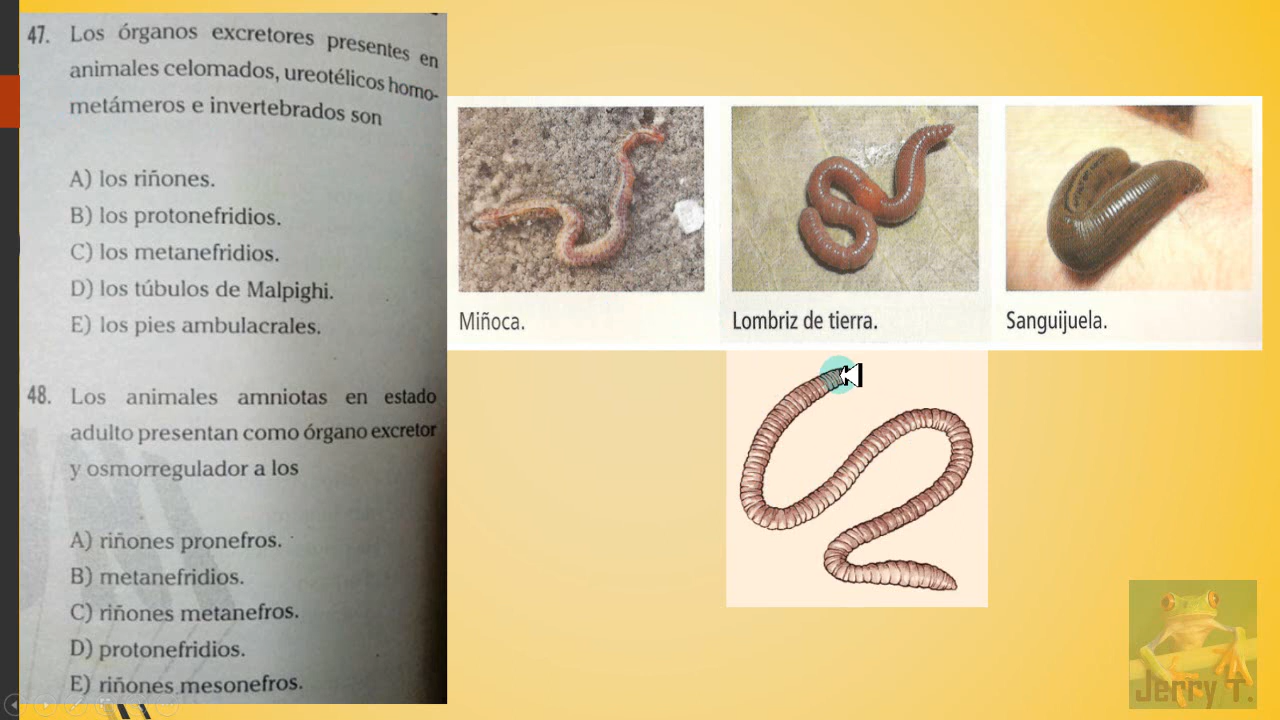 47. Los órganos excretores presentes en
animales celomados, ureotélicos homo-
metámeros e invertebrados son
A) los riñones.
B) los protonefridios.
C) los metanefridios.
D) los túbulos de Malpighi.
E) los pies ambulacrales.
48. Los animales amniotas en estado
adulto presentan como órgano excretor
y osmorregulador a los
A) riñones pronefros.
B) metanefridios.
C) riñones metanefros.
D) protonefridios.
E) riñones mesonefros.
Miñoca.
Lombriz de tierra.
Sanguijuela.
Jerry T.